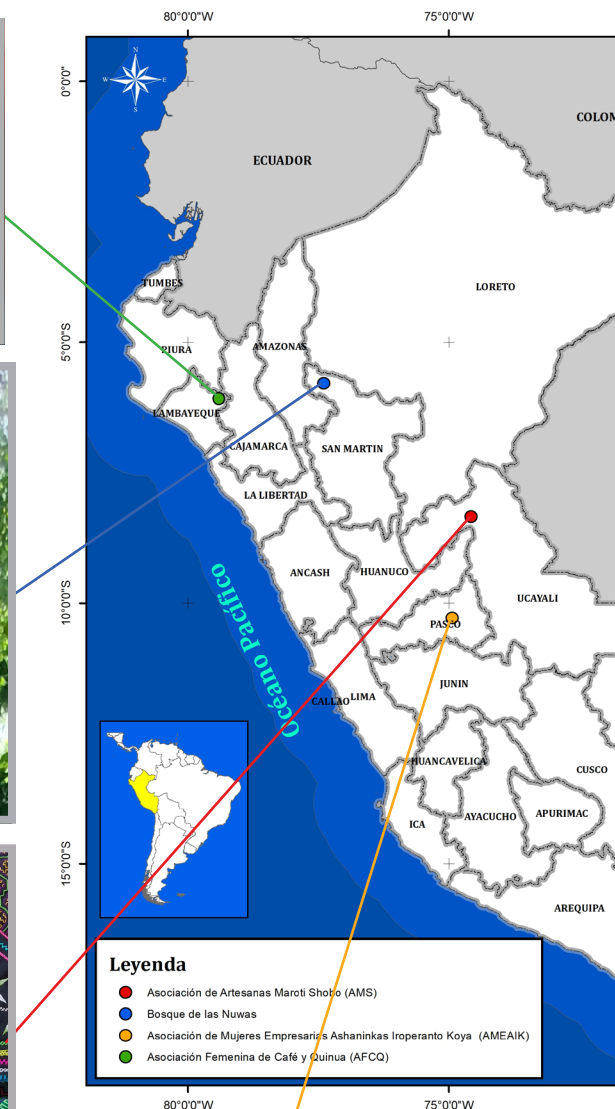 80°0'0"W 75°0'0"W
N
W E
S
0°0'0"
COLOM
ECUADOR
LORETO
TUMBES
5°0'0"S
PIURA
AMAZONAS
LAMBAYEQUE
CAJAMARCA
SAN MARTIN
LA LIBERTAD
ANCASH
HUANUCO
UCAYALI
10°0'0"S
PASCO
Océano Pacífico
JUNIN
CALLAO
LIMA
HUANCAVELICA
CUSCO
ICA
AYACUCHO
APURIMAC
15°0'0"S
AREQUIPA
Leyenda
Asociación de Artesanas Maroti Shobo (AMS)
Bosque de las Nuwas
Asociación de Mujeres Empresarias Ashaninkas Iroperanto Koya (AMEAIK)
Asociación Femenina de Café y Quinua (AFCQ)
80°0'0"W 75°0'0"W